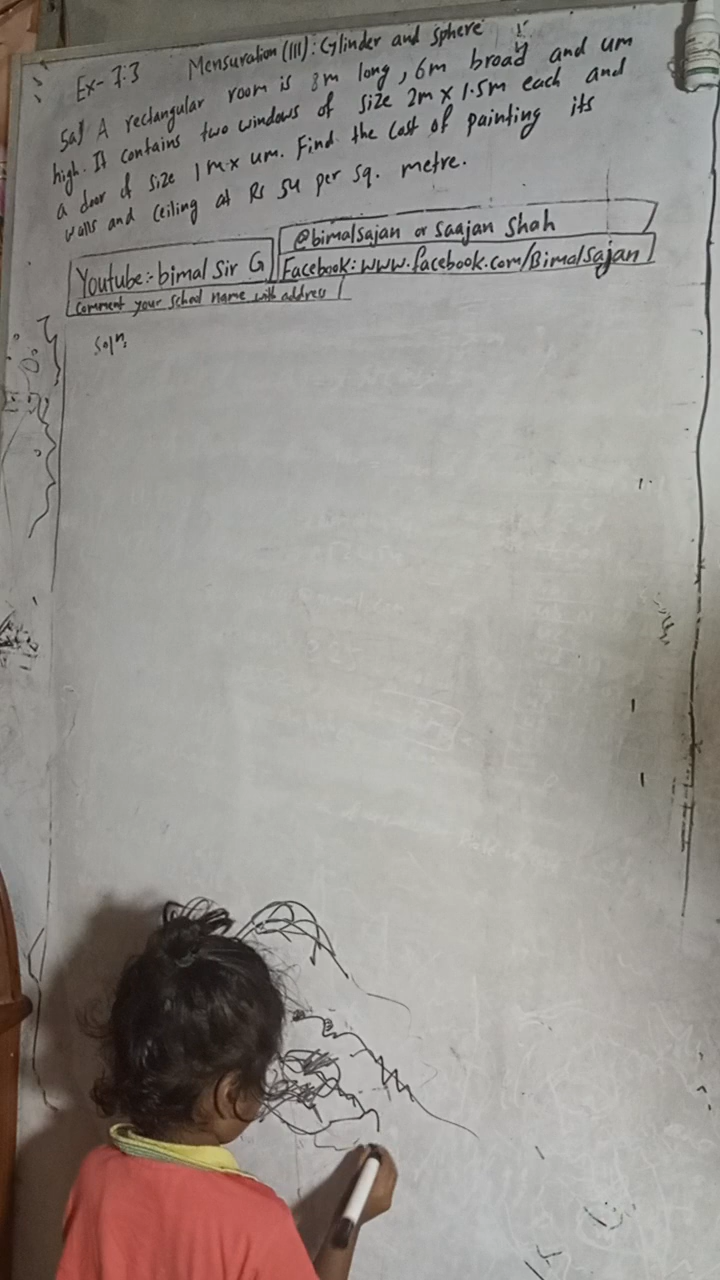 Ex- 7.3 Mensuration (III): Cylinder and sphere
5a) A rectangular room is 8m long, 6m broad and 4m
high. It contains two windows of size 2m x 1.5m each and
a door of size 1m x 4m. Find the cost of painting its
walls and ceiling at Rs 54 per sq. metre.
@bimalsajan or Saajan Shah
Youtube:- bimal Sir G
Facebook: www.facebook.com/Bimalsajan
Comment your school name with address
Solⁿ: